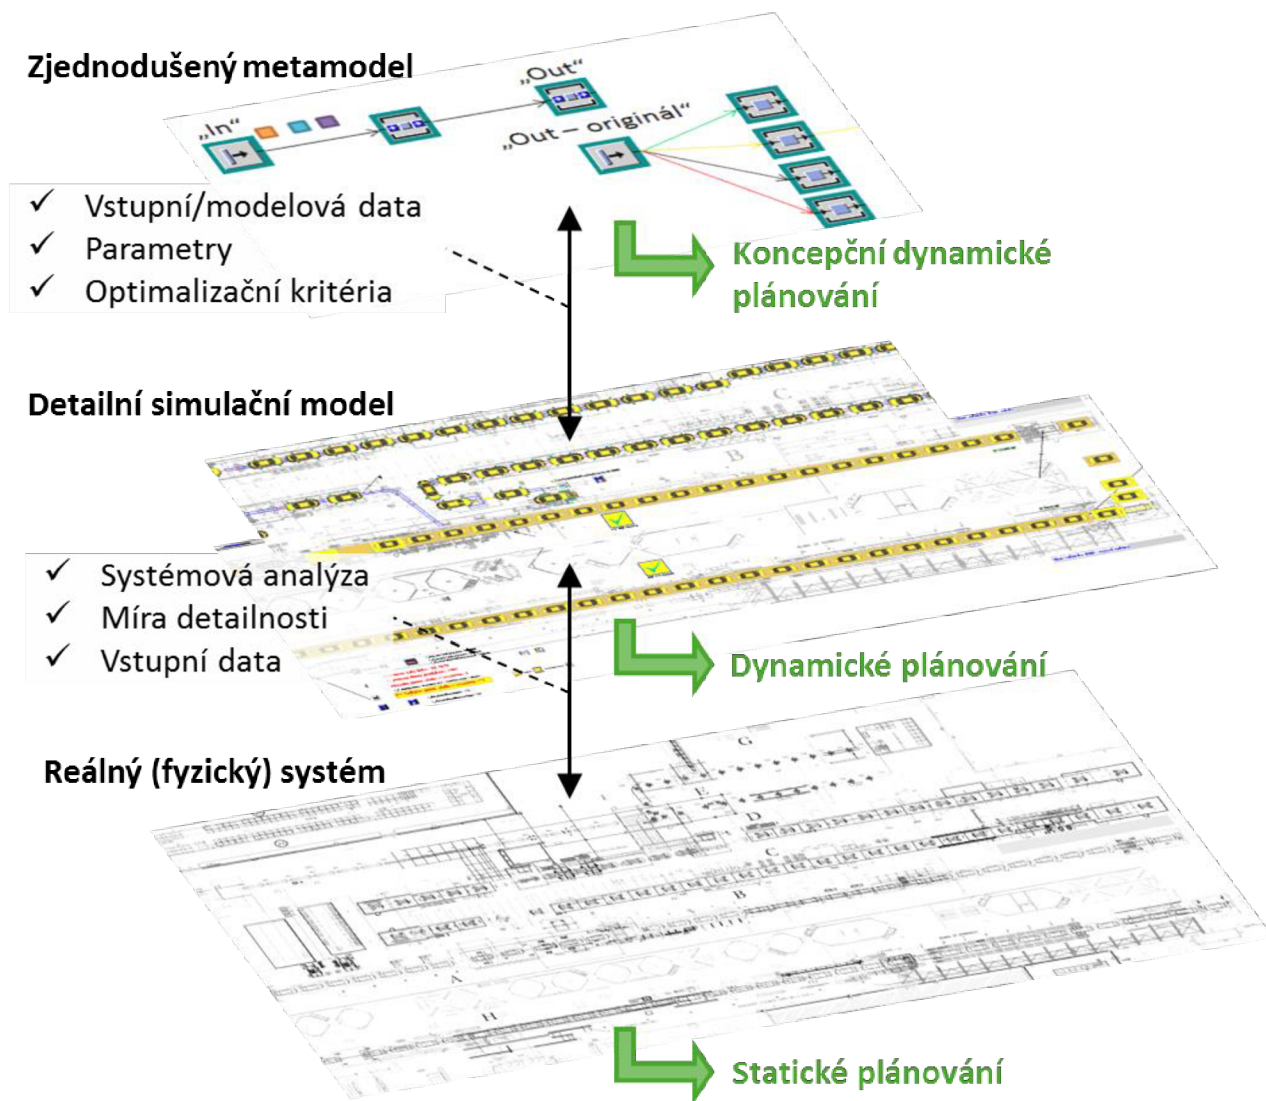 Zjednodušený metamodel
„In“
„Out“
„Out – originál“
✓ Vstupní/modelová data
✓ Parametry
✓ Optimalizační kritéria
Koncepční dynamické
plánování
Detailní simulační model
C
B
✓ Systémová analýza
✓ Míra detailnosti
✓ Vstupní data
Dynamické plánování
Reálný (fyzický) systém
G
E
D
C
B
A
H
Statické plánování